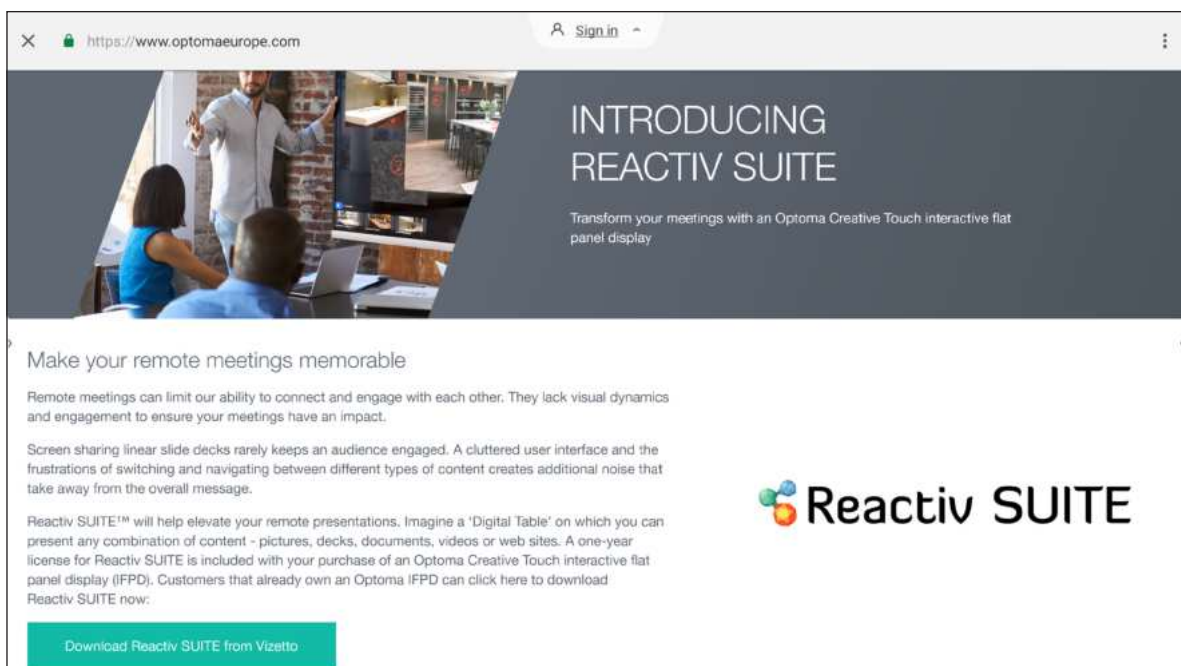 https://www.optomaeurope.com
Sign in
INTRODUCING
REACTIV SUITE
Transform your meetings with an Optoma Creative Touch interactive flat
panel display
Make your remote meetings memorable
Remote meetings can limit our ability to connect and engage with each other. They lack visual dynamics
and engagement to ensure your meetings have an impact.
Screen sharing linear slide decks rarely keeps an audience engaged. A cluttered user interface and the
frustrations of switching and navigating between different types of content creates additional noise that
take away from the overall message.
Reactiv SUITE™ will help elevate your remote presentations. Imagine a ‘Digital Table’ on which you can
present any combination of content - pictures, decks, documents, videos or web sites. A one-year
license for Reactiv SUITE is included with your purchase of an Optoma Creative Touch interactive flat
panel display (IFPD). Customers that already own an Optoma IFPD can click here to download
Reactiv SUITE now:
Reactiv SUITE
Download Reactiv SUITE from Vizetto